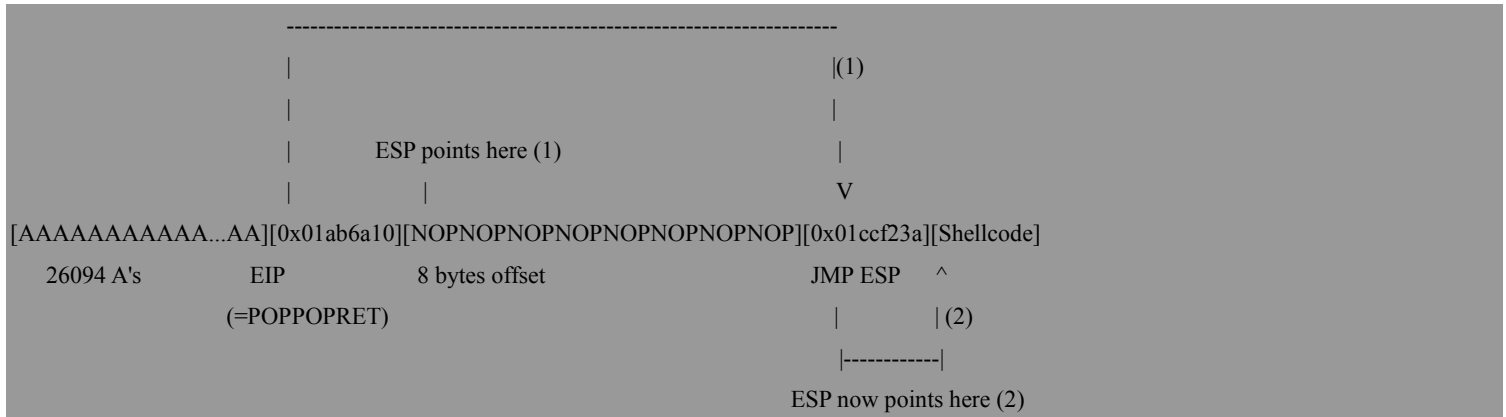 ----------------------------------------------------------------------
| |(1)
| |
| ESP points here (1) |
| | V
[AAAAAAAAAAA...AA][0x01ab6a10][NOPNOPNOPNOPNOPNOPNOPNOP][0x01ccf23a][Shellcode]
26094 A's EIP 8 bytes offset JMP ESP ^
(=POPPOPRET) | | (2)
|------------|
ESP now points here (2)